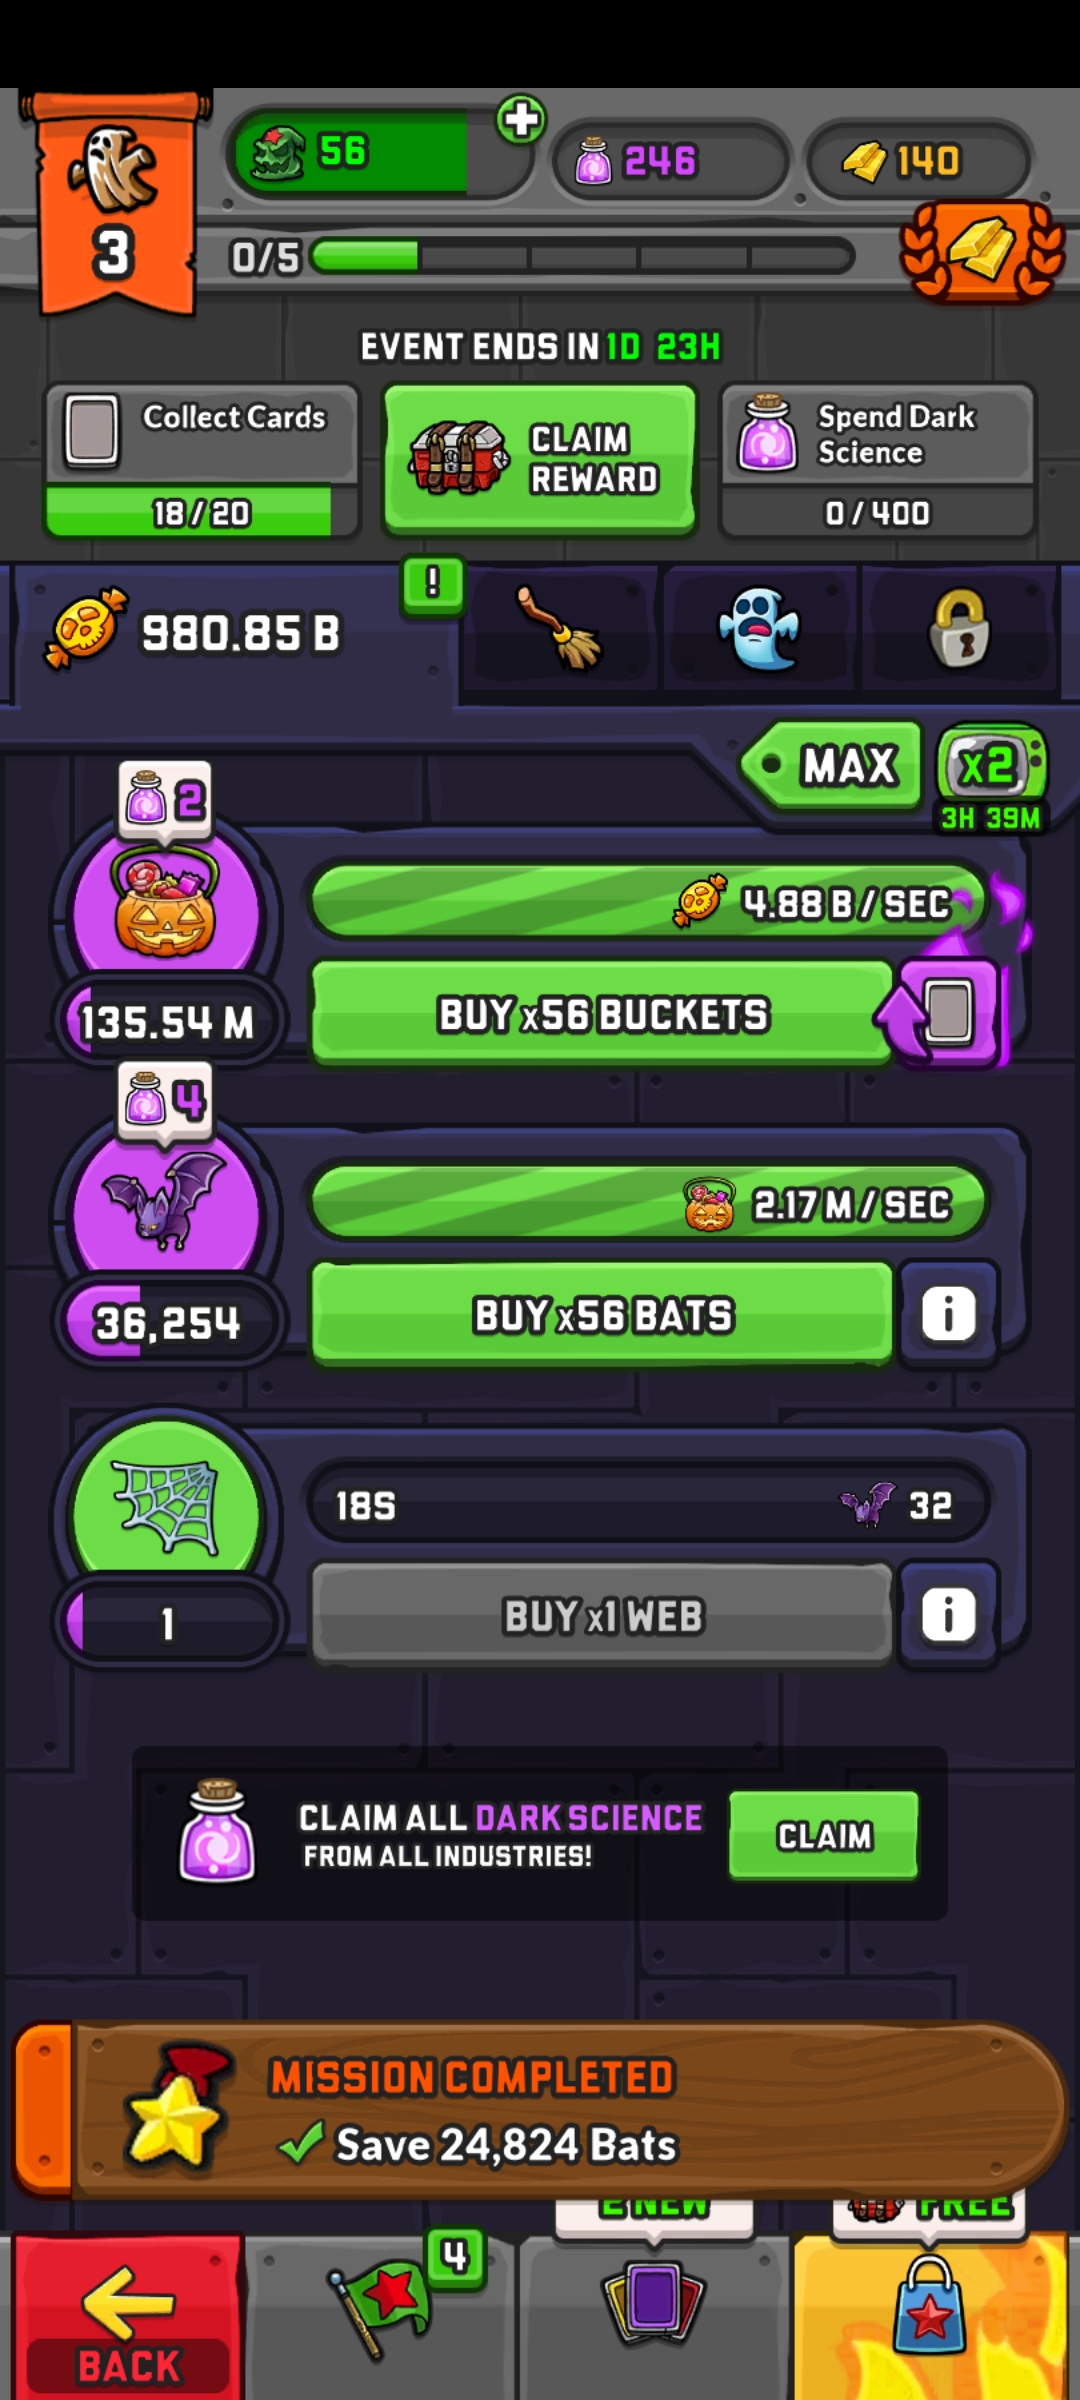 56
246
140
3
0/5
EVENT ENDS IN 1D 23H
Collect Cards
18/20
CLAIM
REWARD
Spend Dark
Science
0/400
980.85 B
!
MAX
x2
3H 39M
2
4.88 B/SEC
135.54 M
BUY x56 BUCKETS
4
2.17 M/SEC
36,254
BUY x56 BATS
i
18S
32
1
BUY x1 WEB
i
CLAIM ALL DARK SCIENCE
FROM ALL INDUSTRIES!
CLAIM
MISSION COMPLETED
Save 24,824 Bats
2 NEW
FREE
4
BACK